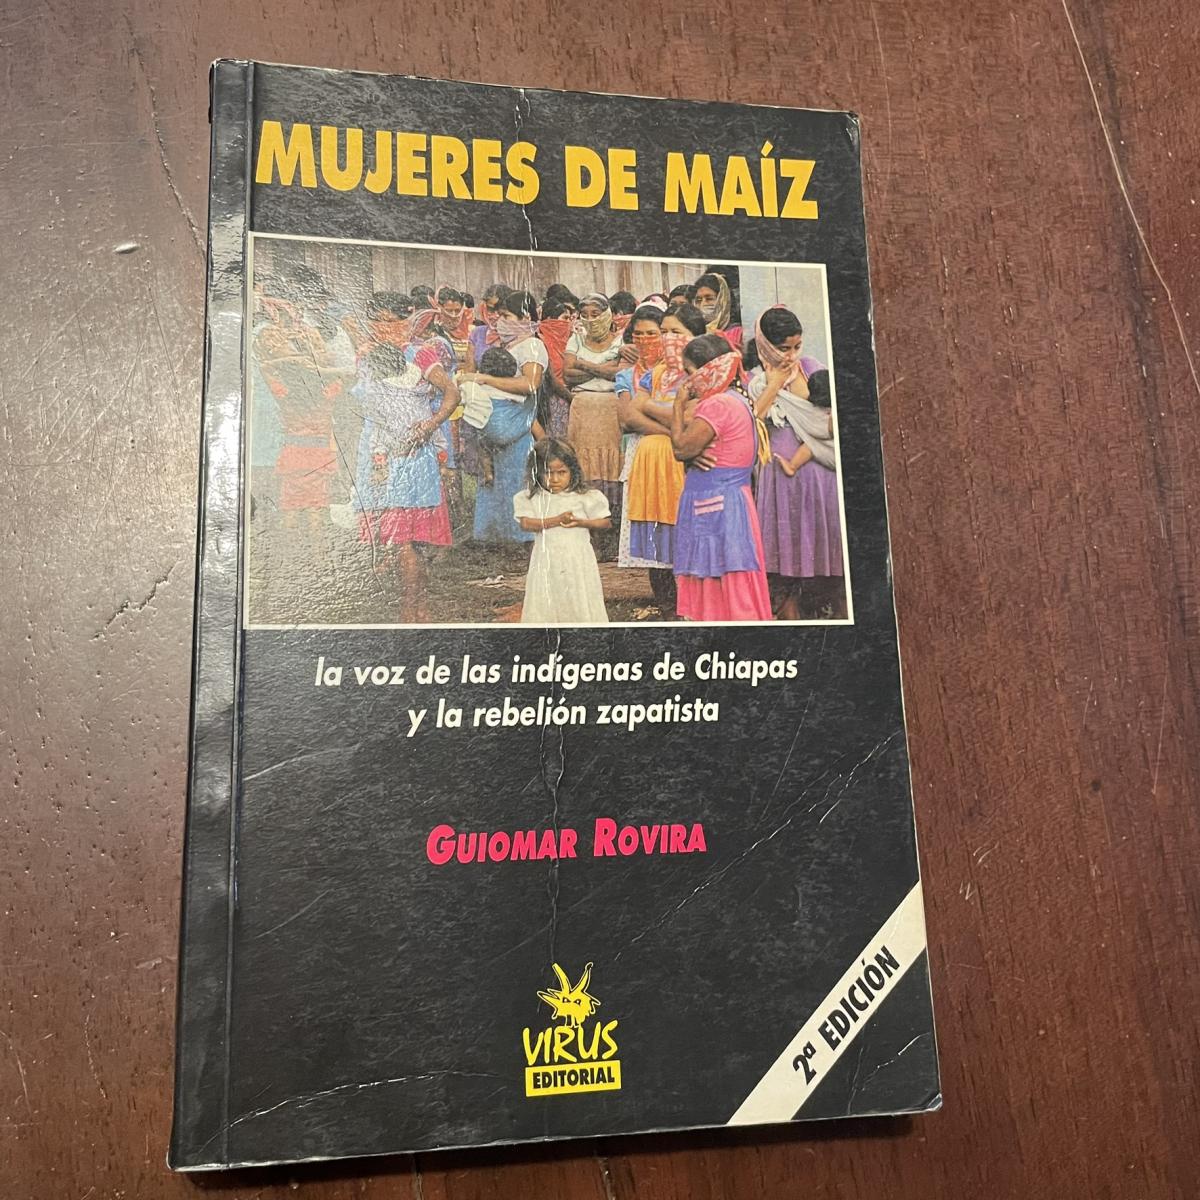 MUJERES DE MAÍZ
la voz de las indígenas de Chiapas
y la rebelión zapatista
GUIOMAR ROVIRA
VIRUS
EDITORIAL
2ª EDICIÓN